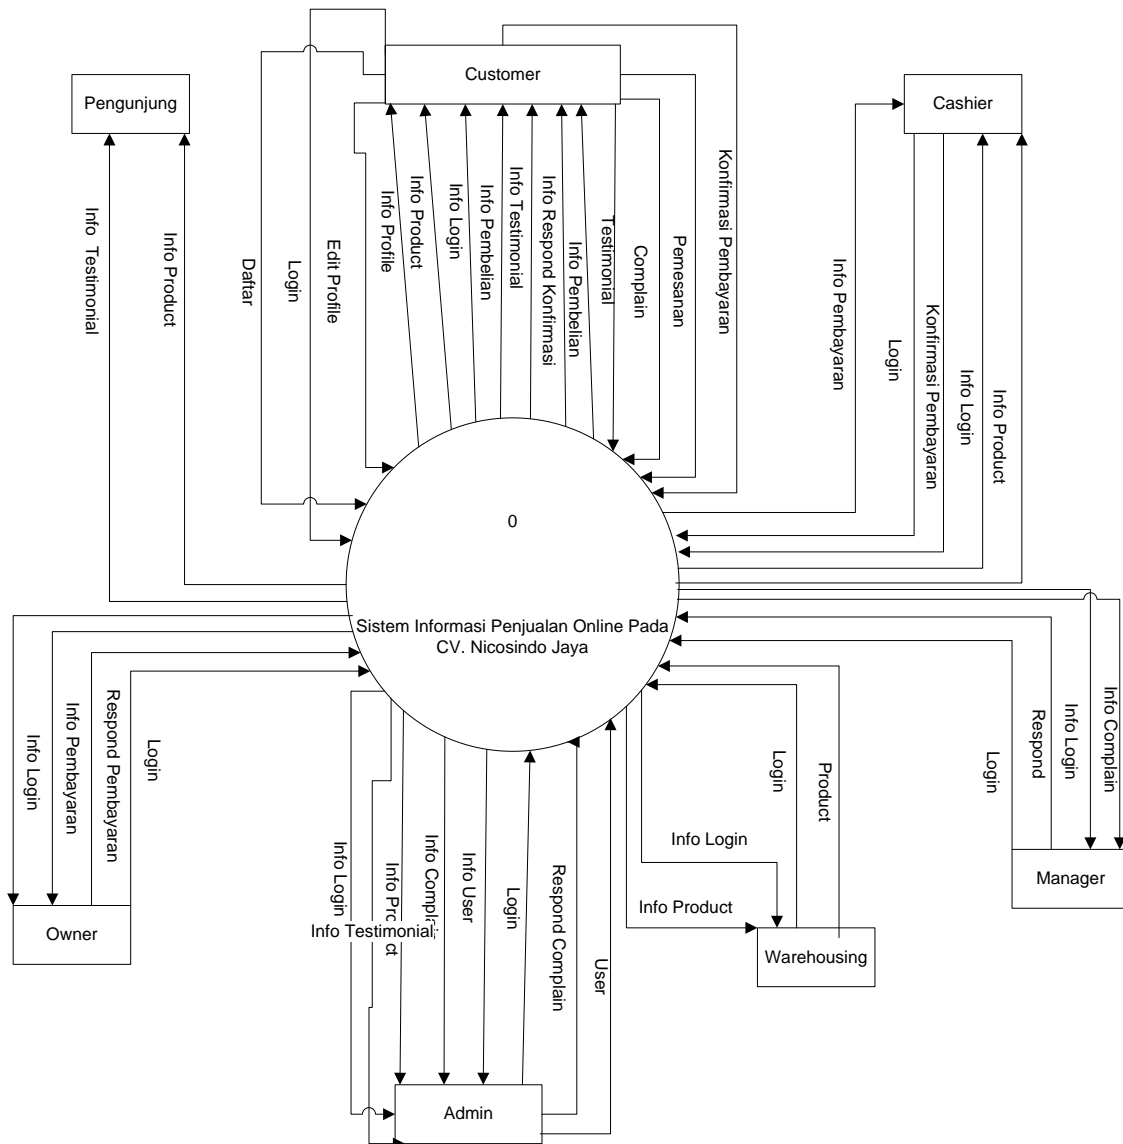 Customer
Pengunjung
Cashier
Info Testimonial
Info Product
Daftar
Login
Edit Profile
Info Profile
Info Product
Info Login
Info Pembelian
Info Testimonial
Info Respond Konfirmasi
Info Pembelian
Testimonial
Complain
Pemesanan
Konfirmasi Pembayaran
Info Pembayaran
Login
Konfirmasi Pembayaran
Info Login
Info Product
0
Sistem Informasi Penjualan Online Pada
CV. Nicosindo Jaya
Info Login
Info Pembayaran
Respond Pembayaran
Login
Owner
Info Login
Info Testimonial
Info Product
Info Complain
Info User
Login
Respond Complain
User
Admin
Info Login
Info Product
Login
Product
Warehousing
Login
Respond
Info Login
Info Complain
Manager